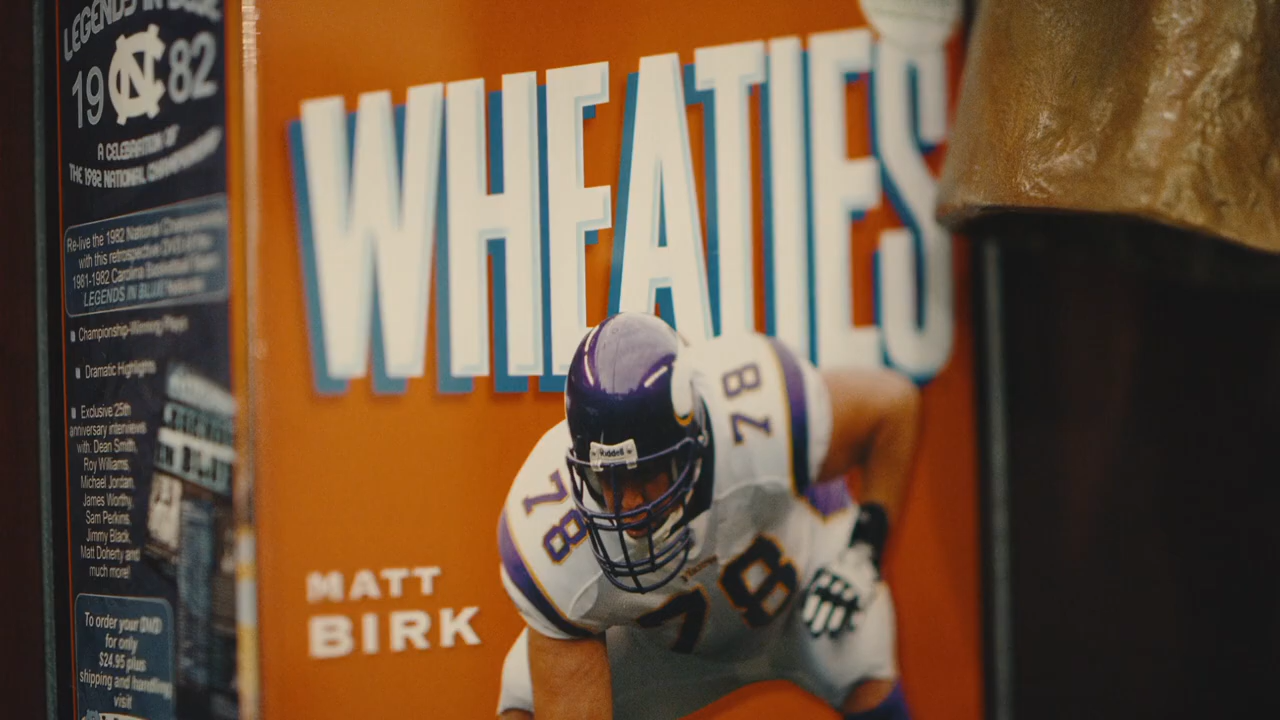 LEGENDS IN BLUE
19 NC 82
A CELEBRATION OF
THE 1982 NATIONAL CHAMPIONSHIP
Re-live the 1982 National Championship
with this retrospective DVD of the
1981-1982 Carolina Basketball
"LEGENDS IN BLUE"
Championship-Winning Plays
Dramatic Highlights
Exclusive 25th
anniversary interviews
with: Dean Smith,
Roy Williams,
Michael Jordan,
James Worthy,
Sam Perkins,
Jimmy Black,
Matt Doherty and
much more!
To order your DVD
for only
$24.95 plus
shipping and handling,
visit
WHEATIES
MATT
BIRK
78
Riddell
78
Vikings
78